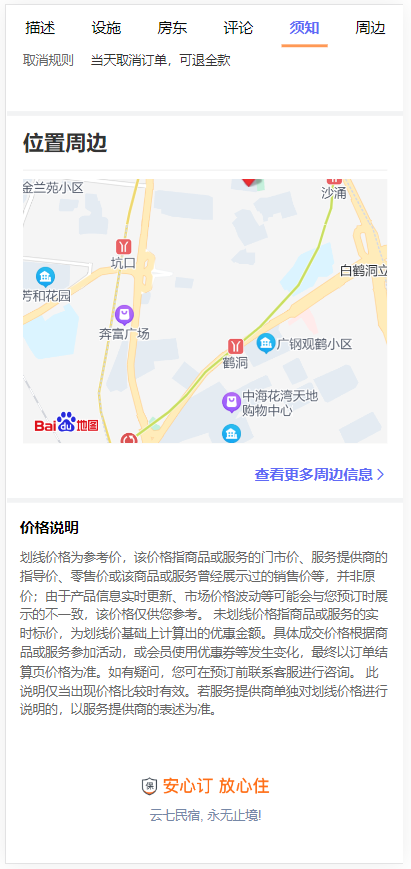 描述 设施 房东 评论 须知 周边
取消规则 当天取消订单，可退全款
位置周边
金兰苑小区
沙涌
坑口
白鹤洞立
芳和花园
奔富广场
广钢观鹤小区
鹤洞
中海花湾天地
购物中心
Bai du 地图
查看更多周边信息
价格说明
划线价格为参考价，该价格指商品或服务的门市价、服务提供商的
指导价、零售价或该商品或服务曾经展示过的销售价等，并非原
价；由于产品信息实时更新、市场价格波动等可能会与您预订时展
示的不一致，该价格仅供您参考。 未划线价格指商品或服务的实
时标价，为划线价基础上计算出的优惠金额。具体成交价格根据商
品或服务参加活动，或会员使用优惠券等发生变化，最终以订单结
算页价格为准。如有疑问，您可在预订前联系客服进行咨询。 此
说明仅当出现价格比较时有效。若服务提供商单独对划线价格进行
说明的，以服务提供商的表述为准。
保 安心订 放心住
云七民宿, 永无止境!